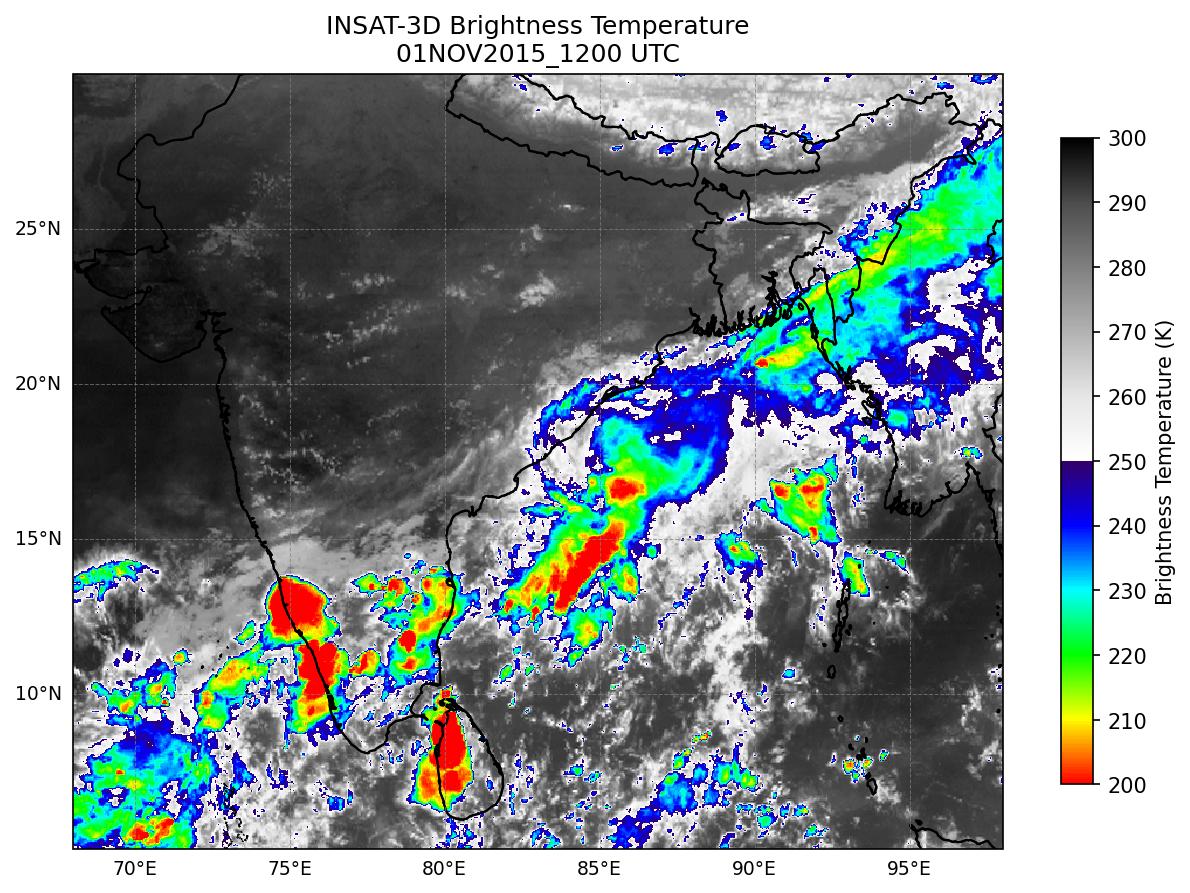 INSAT-3D Brightness Temperature
01NOV2015_1200 UTC
25°N
20°N
15°N
10°N
70°E
75°E
80°E
85°E
90°E
95°E
300
290
280
270
260
250
240
230
220
210
200
Brightness Temperature (K)